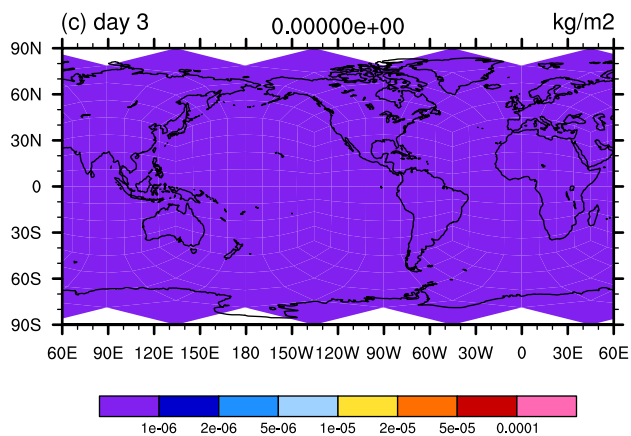 (c) day 3 0.00000e+00 kg/m2
90N
60N
30N
0
30S
60S
90S
60E 90E 120E 150E 180 150W 120W 90W 60W 30W 0 30E 60E
1e-06 2e-06 5e-06 1e-05 2e-05 5e-05 0.0001